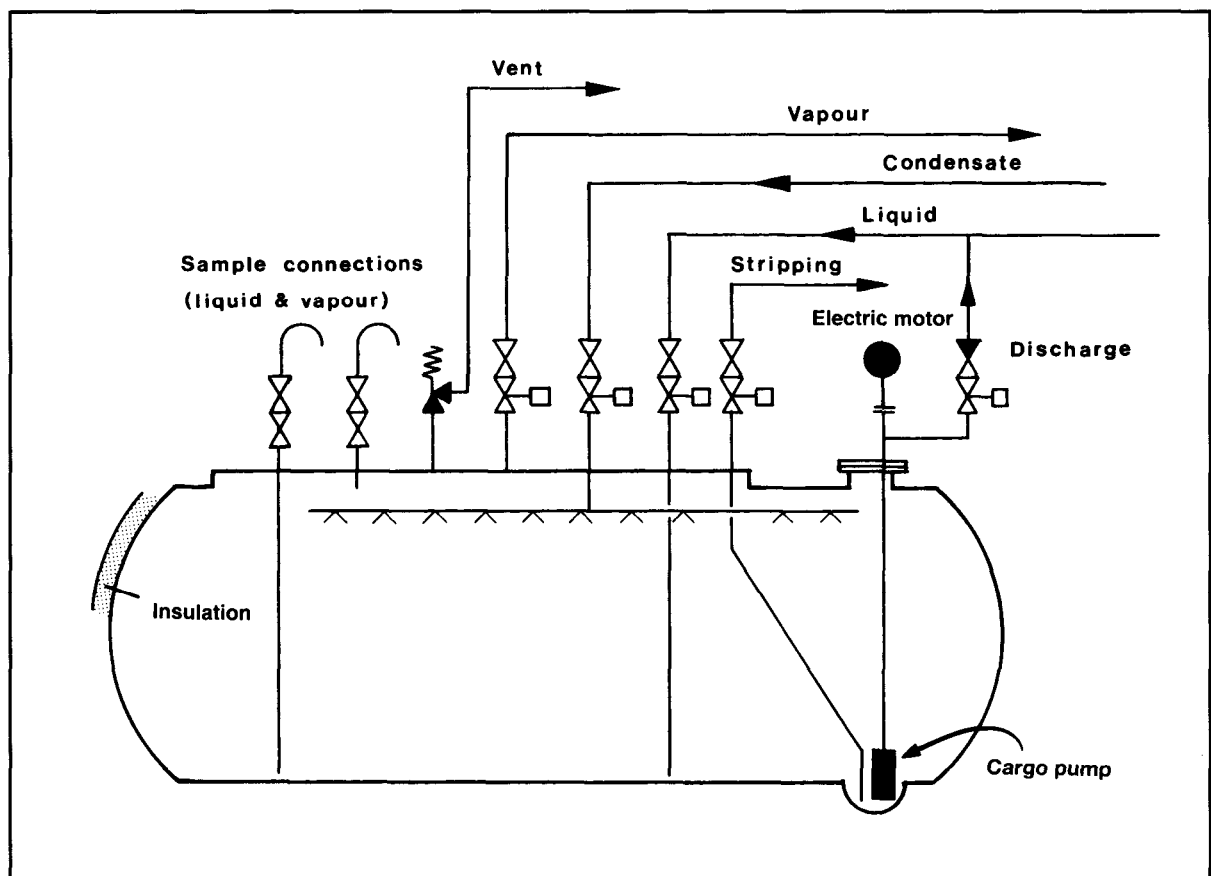 Vent
Vapour
Condensate
Liquid
Stripping
Sample connections
(liquid & vapour)
Electric motor
Discharge
Insulation
Cargo pump